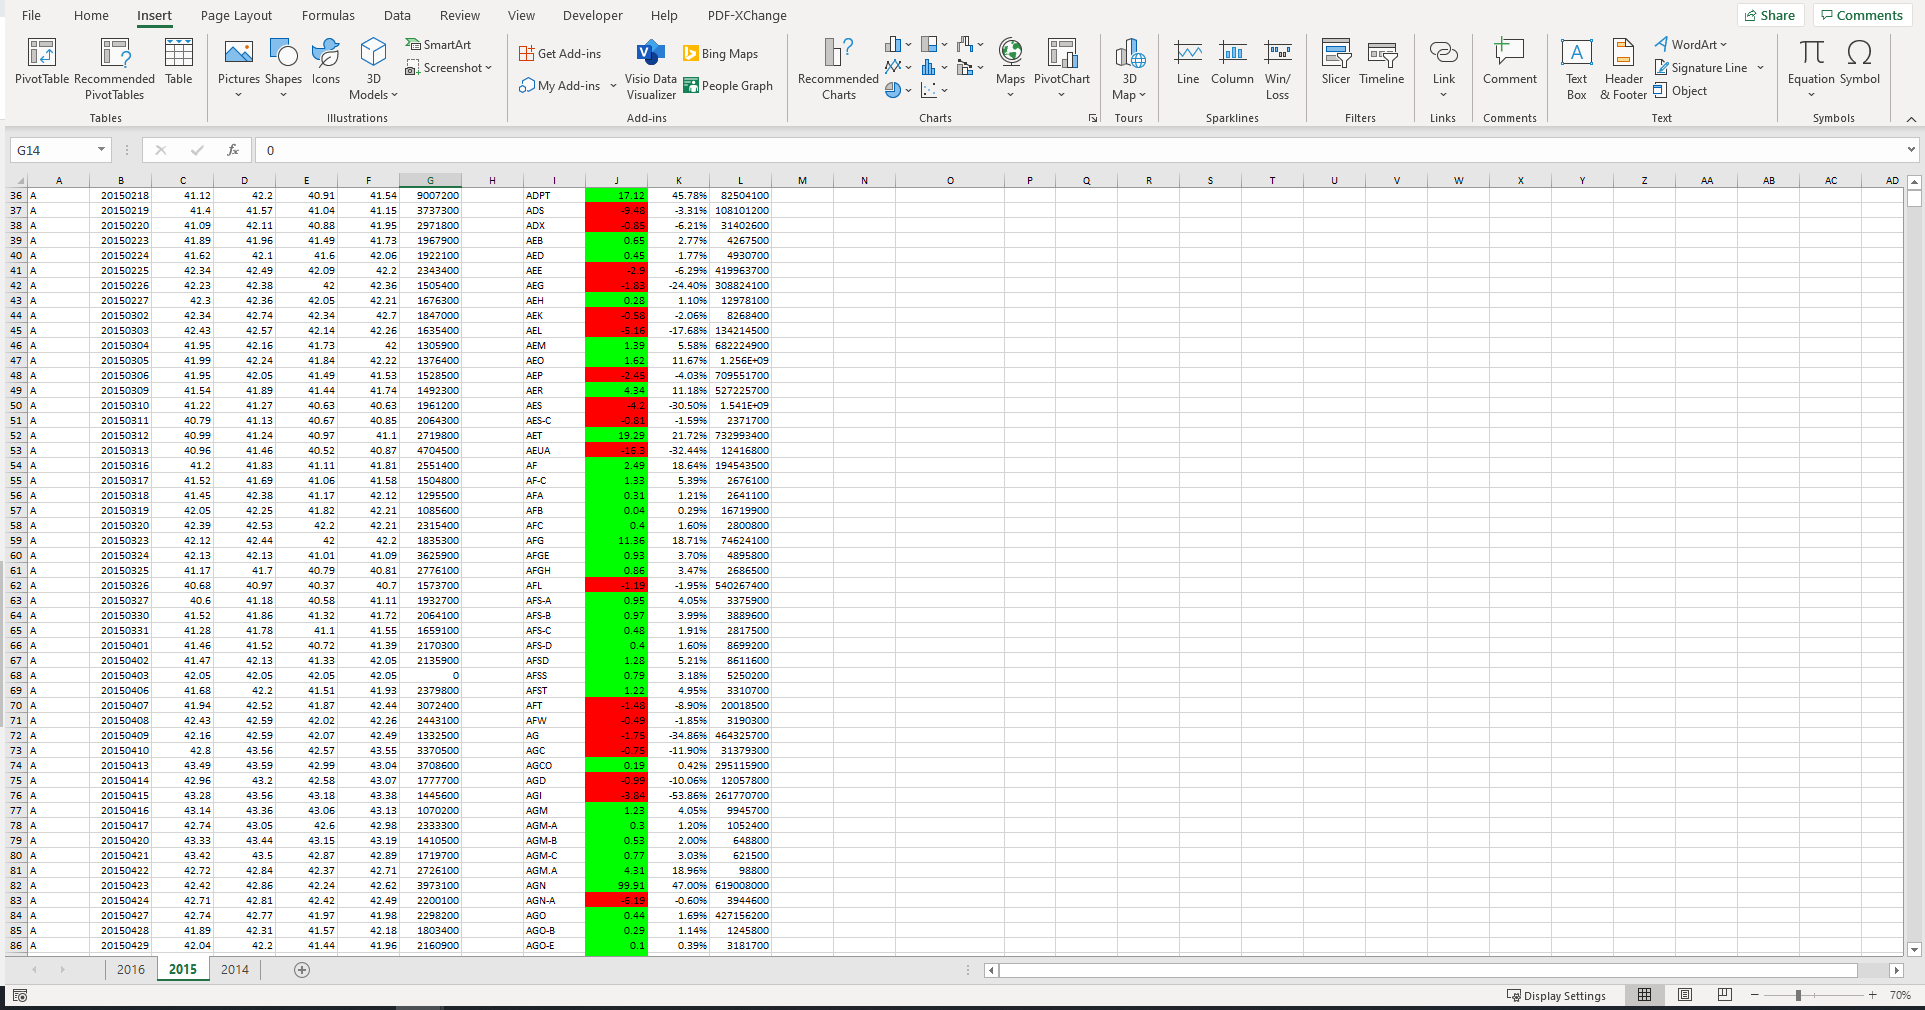 File Home Insert Page Layout Formulas Data Review View Developer Help PDF-XChange Share Comments
PivotTable Recommended PivotTables Table Pictures Shapes Icons 3D Models SmartArt Screenshot Get Add-ins My Add-ins Visio Data Visualizer Bing Maps People Graph Recommended Charts Maps PivotChart 3D Map Line Column Win/Loss Slicer Timeline Link Comment Text Box Header & Footer WordArt Signature Line Object Equation Symbol
Tables Illustrations Add-ins Charts Tours Sparklines Filters Links Comments Text Symbols
G14 fx 0
A B C D E F G H I J K L M N O P Q R S T U V W X Y Z AA AB AC AD
36 A 20150218 41.12 42.2 40.91 41.54 9007200 ADPT 17.12 45.78% 82504100
37 A 20150219 41.4 41.57 41.04 41.15 3737300 ADS -9.48 -3.31% 108101200
38 A 20150220 41.09 42.11 40.88 41.95 2971800 ADX -0.85 -6.21% 31402600
39 A 20150223 41.89 41.96 41.49 41.73 1967900 AEB 0.65 2.77% 4267500
40 A 20150224 41.62 42.1 41.6 42.06 1922100 AED 0.45 1.77% 4930700
41 A 20150225 42.34 42.49 42.09 42.2 2343400 AEE -2.9 -6.29% 419963700
42 A 20150226 42.23 42.38 42 42.36 1505400 AEG -1.83 -24.40% 308824100
43 A 20150227 42.3 42.36 42.05 42.21 1676300 AEH 0.28 1.10% 12978100
44 A 20150302 42.34 42.74 42.34 42.7 1847000 AEK -0.58 -2.06% 8268400
45 A 20150303 42.43 42.57 42.14 42.26 1635400 AEL -5.16 -17.68% 134214500
46 A 20150304 41.95 42.16 41.73 42 1305900 AEM 1.39 5.58% 682224900
47 A 20150305 41.99 42.24 41.84 42.22 1376400 AEO 1.62 11.67% 1.256E+09
48 A 20150306 41.95 42.05 41.49 41.53 1528500 AEP -2.45 -4.03% 709551700
49 A 20150309 41.54 41.89 41.44 41.74 1492300 AER 4.34 11.18% 527225700
50 A 20150310 41.22 41.27 40.63 40.63 1961200 AES -4.2 -30.50% 1.541E+09
51 A 20150311 40.79 41.13 40.67 40.85 2064300 AES-C -0.81 -1.59% 2371700
52 A 20150312 40.99 41.24 40.97 41.1 2719800 AET 19.29 21.72% 732993400
53 A 20150313 40.96 41.46 40.52 40.87 4704500 AEUA -16.3 -32.44% 12416800
54 A 20150316 41.2 41.83 41.11 41.81 2551400 AF 2.49 18.64% 194543500
55 A 20150317 41.52 41.69 41.06 41.58 1504800 AF-C 1.33 5.39% 2676100
56 A 20150318 41.45 42.38 41.17 42.12 1295500 AFA 0.31 1.21% 2641100
57 A 20150319 42.05 42.25 41.82 42.21 1085600 AFB 0.04 0.29% 16719900
58 A 20150320 42.39 42.53 42.2 42.21 2315400 AFC 0.4 1.60% 2800800
59 A 20150323 42.12 42.44 42 42.2 1835300 AFG 11.36 18.71% 74624100
60 A 20150324 42.13 42.13 41.01 41.09 3625900 AFGE 0.93 3.70% 4895800
61 A 20150325 41.17 41.7 40.79 40.81 2776100 AFGH 0.86 3.47% 2686500
62 A 20150326 40.68 40.97 40.37 40.7 1573700 AFL -1.19 -1.95% 540267400
63 A 20150327 40.6 41.18 40.58 41.11 1932700 AFS-A 0.95 4.05% 3375900
64 A 20150330 41.52 41.86 41.32 41.72 2064100 AFS-B 0.97 3.99% 3889600
65 A 20150331 41.28 41.78 41.1 41.55 1659100 AFS-C 0.48 1.91% 2817500
66 A 20150401 41.46 41.52 40.72 41.39 2170300 AFS-D 0.4 1.60% 8699200
67 A 20150402 41.47 42.13 41.33 42.05 2135900 AFSD 1.28 5.21% 8611600
68 A 20150403 42.05 42.05 42.05 42.05 0 AFSS 0.79 3.18% 5250200
69 A 20150406 41.68 42.2 41.51 41.93 2379800 AFST 1.22 4.95% 3310700
70 A 20150407 41.94 42.52 41.87 42.44 3072400 AFT -1.48 -8.90% 20018500
71 A 20150408 42.43 42.59 42.02 42.26 2443100 AFW -0.49 -1.85% 3190300
72 A 20150409 42.16 42.59 42.07 42.49 1332500 AG -1.75 -34.86% 464325700
73 A 20150410 42.8 43.56 42.57 43.55 3370500 AGC -0.75 -11.90% 31379300
74 A 20150413 43.49 43.59 42.99 43.04 3708600 AGCO 0.19 0.42% 295115900
75 A 20150414 42.96 43.2 42.58 43.07 1777700 AGD -0.99 -10.06% 12057800
76 A 20150415 43.28 43.56 43.18 43.38 1445600 AGI -3.84 -53.86% 261770700
77 A 20150416 43.14 43.36 43.06 43.13 1070200 AGM 1.23 4.05% 9945700
78 A 20150417 42.74 43.05 42.6 42.98 2333300 AGM-A 0.3 1.20% 1052400
79 A 20150420 43.33 43.44 43.15 43.19 1410500 AGM-B 0.53 2.00% 648800
80 A 20150421 43.42 43.5 42.87 42.89 1719700 AGM-C 0.77 3.03% 621500
81 A 20150422 42.72 42.84 42.37 42.71 2726100 AGM.A 4.31 18.96% 98800
82 A 20150423 42.42 42.86 42.24 42.62 3973100 AGN 99.91 47.00% 619008000
83 A 20150424 42.71 42.81 42.42 42.49 2200100 AGN-A -6.19 -0.60% 3944600
84 A 20150427 42.74 42.77 41.97 41.98 2298200 AGO 0.44 1.69% 427156200
85 A 20150428 41.89 42.31 41.57 42.18 1803400 AGO-B 0.29 1.14% 1245800
86 A 20150429 42.04 42.2 41.44 41.96 2160900 AGO-E 0.1 0.39% 3181700
2016 2015 2014
Display Settings 70%